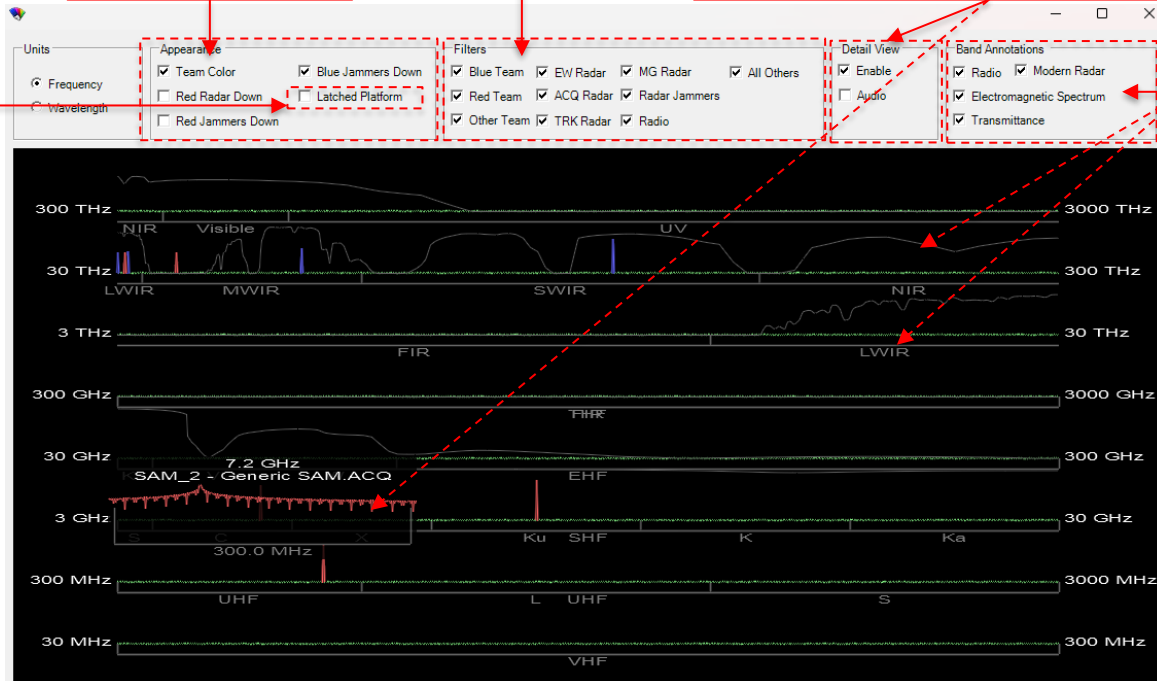 Units
Frequency
Wavelength
Appearance
Team Color
Blue Jammers Down
Red Radar Down
Latched Platform
Red Jammers Down
Filters
Blue Team EW Radar MG Radar All Others
Red Team ACQ Radar Radar Jammers
Other Team TRK Radar Radio
Detail View
Enable
Audio
Band Annotations
Radio Modern Radar
Electromagnetic Spectrum
Transmittance
300 THz 3000 THz
NIR Visible UV
30 THz 300 THz
LWIR MWIR SWIR NIR
3 THz 30 THz
FIR LWIR
300 GHz 3000 GHz
30 GHz 300 GHz
EHF
7.2 GHz
SAM_2 - Generic SAM.ACQ
3 GHz 30 GHz
S C X Ku SHF K Ka
300.0 MHz
300 MHz 3000 MHz
UHF L UHF S
30 MHz 300 MHz
VHF